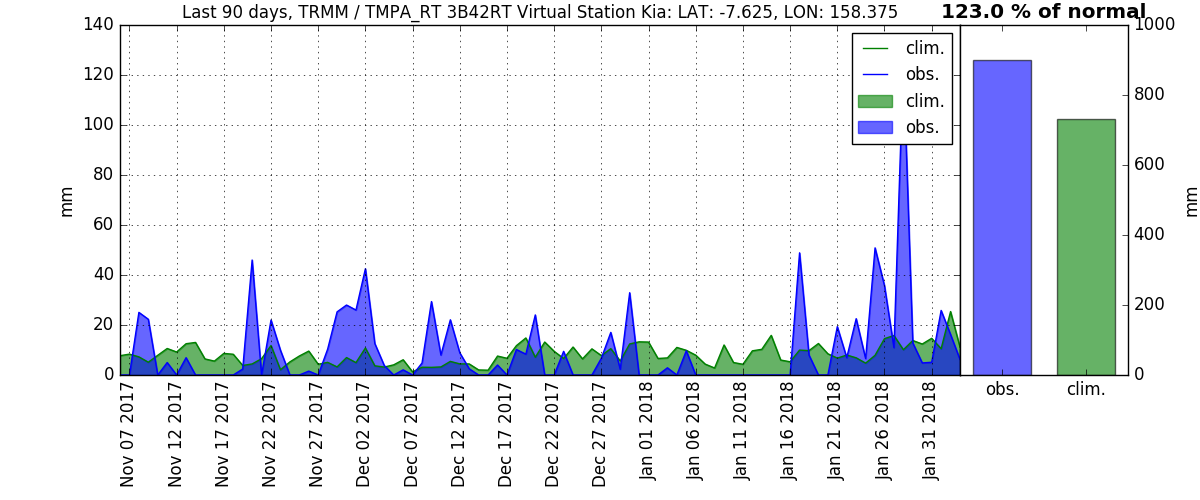 Last 90 days, TRMM / TMPA_RT 3B42RT Virtual Station Kia: LAT: -7.625, LON: 158.375
123.0 % of normal
140
120
100
80
60
40
20
0
mm
clim.
obs.
clim.
obs.
1000
800
600
400
200
0
mm
Nov 07 2017
Nov 12 2017
Nov 17 2017
Nov 22 2017
Nov 27 2017
Dec 02 2017
Dec 07 2017
Dec 12 2017
Dec 17 2017
Dec 22 2017
Dec 27 2017
Jan 01 2018
Jan 06 2018
Jan 11 2018
Jan 16 2018
Jan 21 2018
Jan 26 2018
Jan 31 2018
obs.
clim.